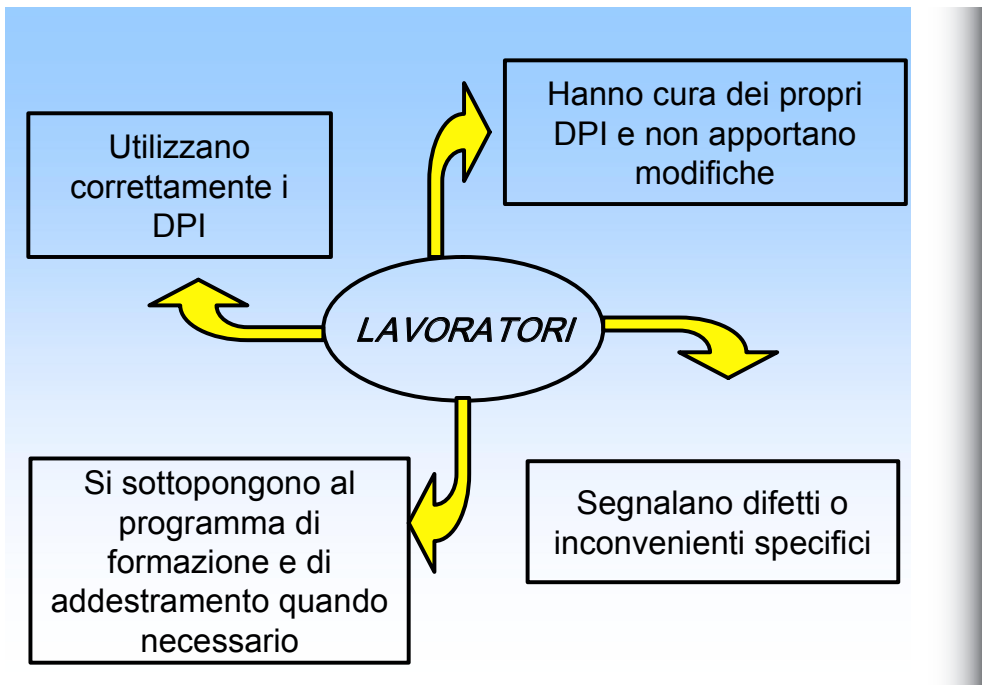 Hanno cura dei propri
DPI e non apportano
modifiche
Utilizzano
correttamente i
DPI
LAVORATORI
Si sottopongono al
programma di
formazione e di
addestramento quando
necessario
Segnalano difetti o
inconvenienti specifici